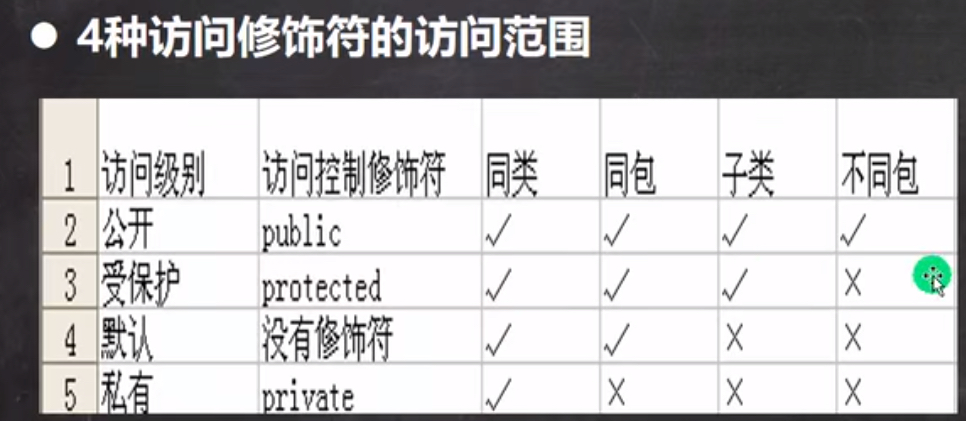 ● 4种访问修饰符的访问范围
1 访问级别 访问控制修饰符 同类 同包 子类 不同包
2 公开 public √ √ √ √
3 受保护 protected √ √ √ ×
4 默认 没有修饰符 √ √ × ×
5 私有 private √ × × ×